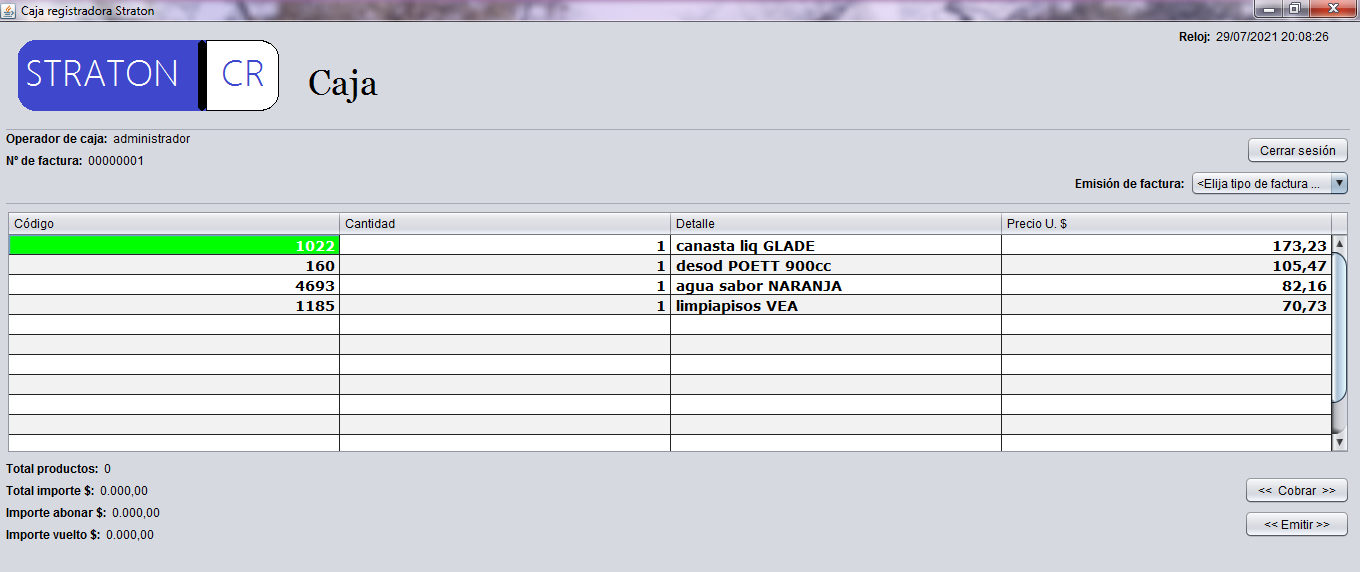 Caja registradora Straton
Reloj: 29/07/2021 20:08:26
STRATON CR
Caja
Operador de caja: administrador
Nº de factura: 00000001
Cerrar sesión
Emisión de factura: <Elija tipo de factura ...
Código Cantidad Detalle Precio U. $
1022 1 canasta liq GLADE 173,23
160 1 desod POETT 900cc 105,47
4693 1 agua sabor NARANJA 82,16
1185 1 limpiapisos VEA 70,73
Total productos: 0
Total importe $: 0.000,00
<< Cobrar >>
Importe abonar $: 0.000,00
<< Emitir >>
Importe vuelto $: 0.000,00